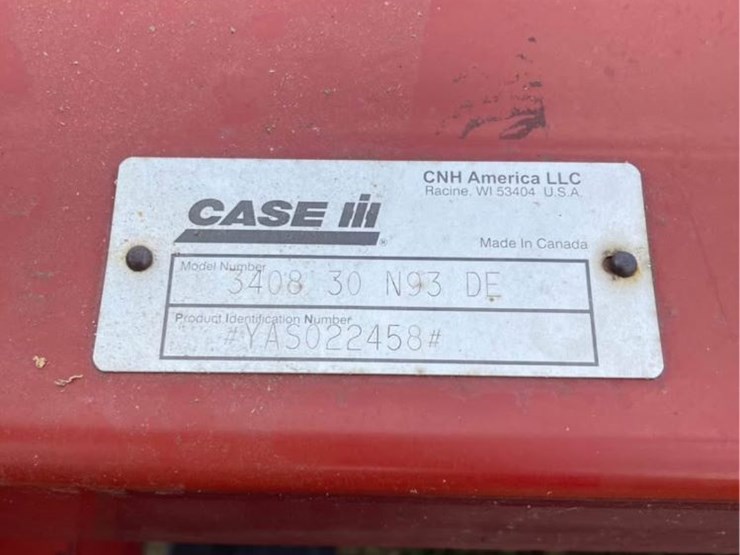 CNH America LLC
Racine, WI 53404 U.S.A.
CASE IH
Made In Canada
Model Number
3408 30 N93 DE
Product Identification Number
#YAS022458#